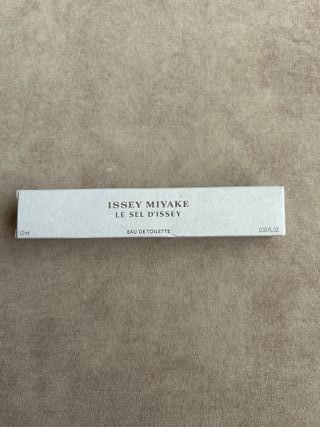 ISSEY MIYAKE
LE SEL D'ISSEY
EAU DE TOILETTE
10 ml
0.33 FL.OZ.